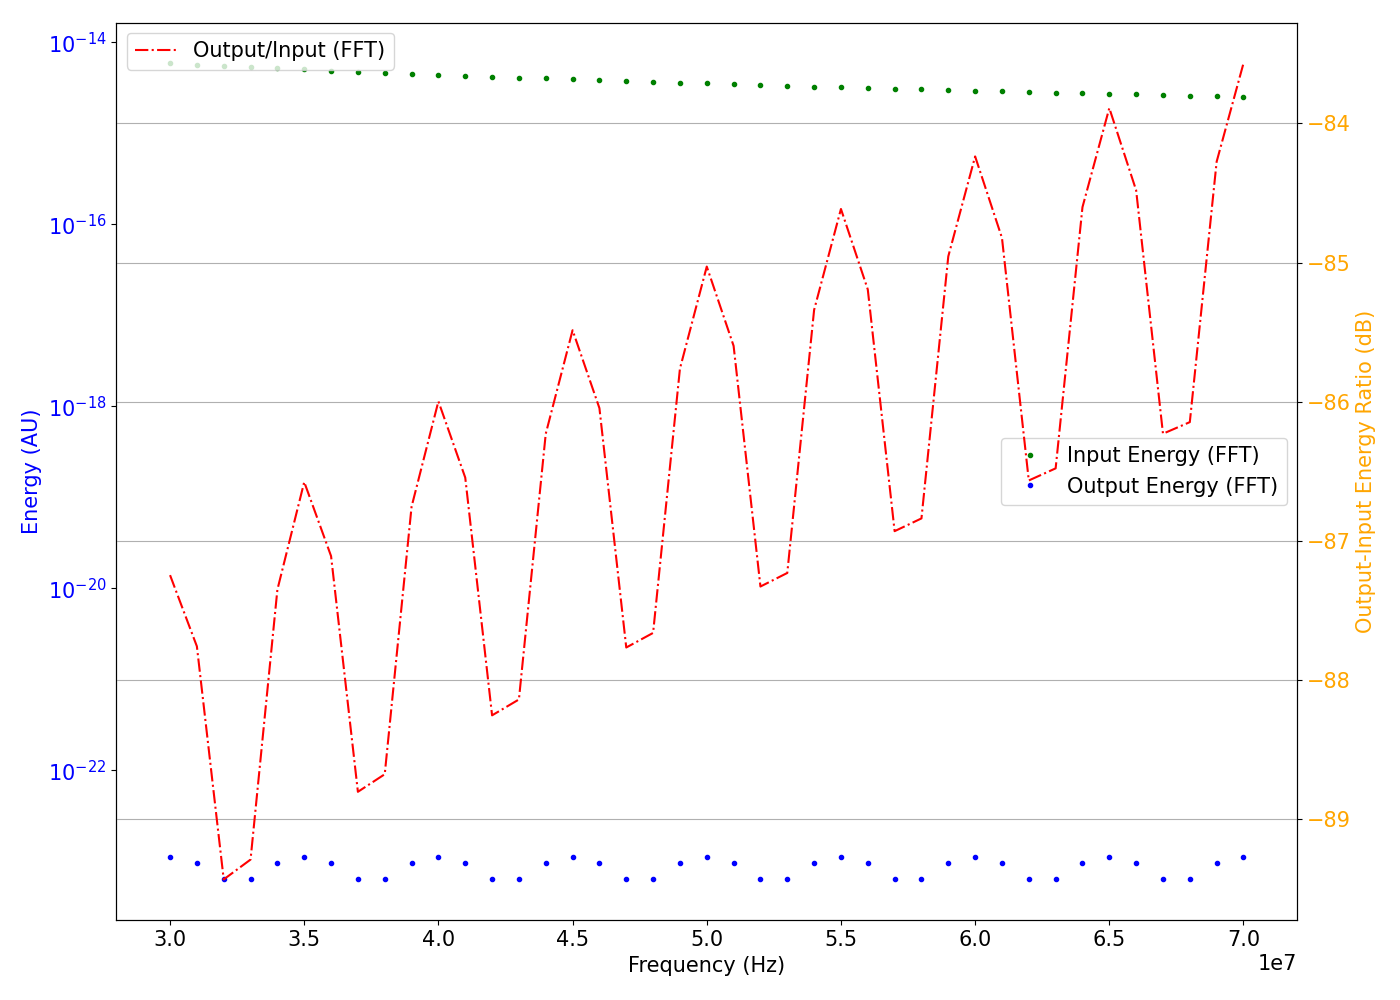 Output/Input (FFT)
10^-14
10^-16
10^-18
10^-20
10^-22
Energy (AU)
−84
−85
−86
−87
−88
−89
Output-Input Energy Ratio (dB)
Input Energy (FFT)
Output Energy (FFT)
3.0 3.5 4.0 4.5 5.0 5.5 6.0 6.5 7.0
1e7
Frequency (Hz)